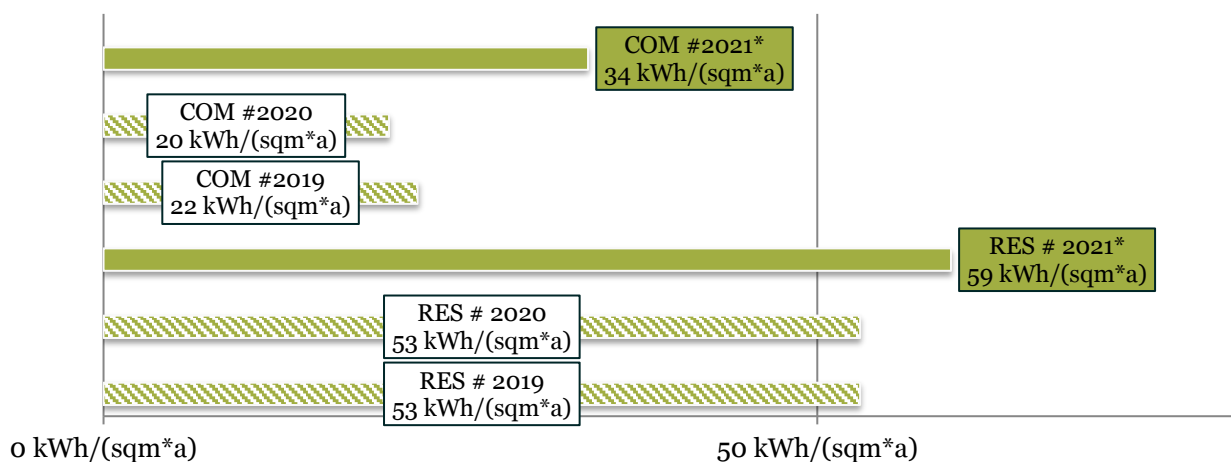 COM #2021*
34 kWh/(sqm*a)
COM #2020
20 kWh/(sqm*a)
COM #2019
22 kWh/(sqm*a)
RES # 2021*
59 kWh/(sqm*a)
RES # 2020
53 kWh/(sqm*a)
RES # 2019
53 kWh/(sqm*a)
0 kWh/(sqm*a)
50 kWh/(sqm*a)